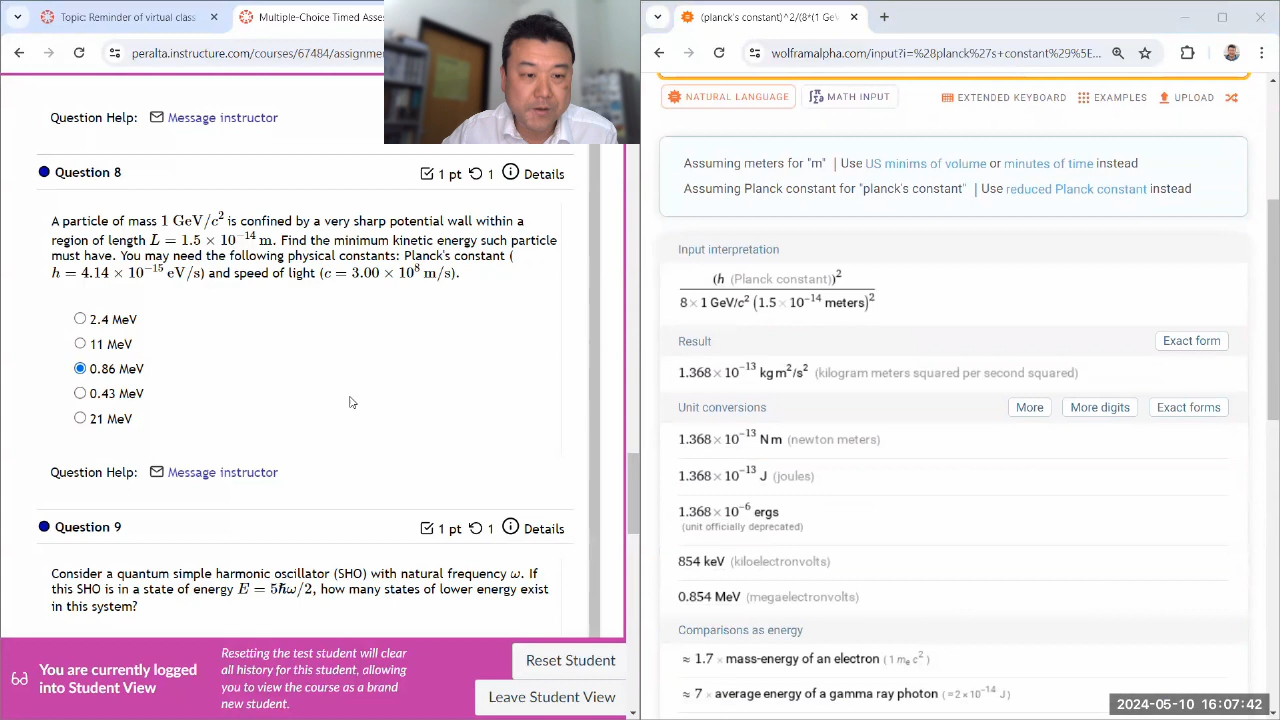 Topic: Reminder of virtual class
Multiple-Choice Timed Asse
(planck's constant)^2/(8*(1 GeV
peralta.instructure.com/courses/67484/assignme
wolframalpha.com/input?i=%28planck%27s+constant%29%5E...
NATURAL LANGUAGE
MATH INPUT
EXTENDED KEYBOARD
EXAMPLES
UPLOAD
Question Help: Message instructor
Question 8
1 pt 1 Details
A particle of mass 1 GeV/c² is confined by a very sharp potential wall within a
region of length L = 1.5 × 10⁻¹⁴ m. Find the minimum kinetic energy such particle
must have. You may need the following physical constants: Planck's constant (
h = 4.14 × 10⁻¹⁵ eV/s) and speed of light (c = 3.00 × 10⁸ m/s).
2.4 MeV
11 MeV
0.86 MeV
0.43 MeV
21 MeV
Question Help: Message instructor
Question 9
1 pt 1 Details
Consider a quantum simple harmonic oscillator (SHO) with natural frequency ω. If
this SHO is in a state of energy E = 5ℏω/2, how many states of lower energy exist
in this system?
You are currently logged
into Student View
Resetting the test student will clear
all history for this student, allowing
you to view the course as a brand
new student.
Reset Student
Leave Student View
Assuming meters for "m" | Use US minims of volume or minutes of time instead
Assuming Planck constant for "planck's constant" | Use reduced Planck constant instead
Input interpretation
(h (Planck constant))²
8 × 1 GeV/c² (1.5 × 10⁻¹⁴ meters)²
Result
Exact form
1.368 × 10⁻¹³ kg m²/s² (kilogram meters squared per second squared)
Unit conversions
More
More digits
Exact forms
1.368 × 10⁻¹³ N m (newton meters)
1.368 × 10⁻¹³ J (joules)
1.368 × 10⁻⁶ ergs
(unit officially deprecated)
854 keV (kiloelectronvolts)
0.854 MeV (megaelectronvolts)
Comparisons as energy
≈ 1.7 × mass-energy of an electron (1 mₑ c²)
≈ 7 × average energy of a gamma ray photon (≈ 2×10⁻¹⁴ J)
2024-05-10 16:07:42